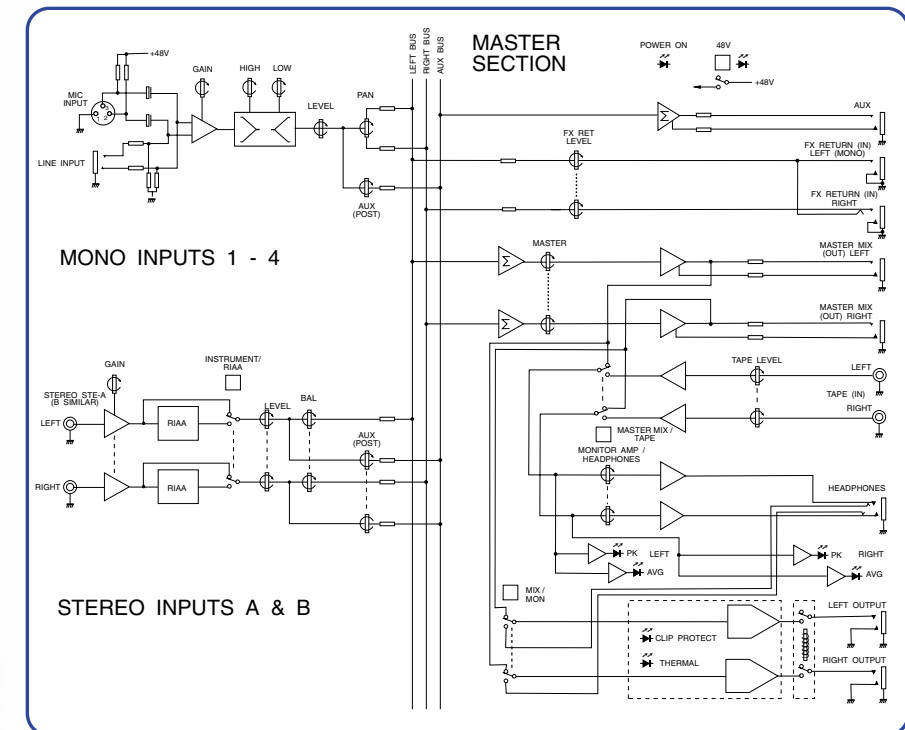 +48V
MIC
INPUT
3
1
2
LINE INPUT
GAIN
HIGH
LOW
LEVEL
PAN
AUX
(POST)
MONO INPUTS 1 - 4
LEFT BUS
RIGHT BUS
AUX BUS
MASTER
SECTION
POWER ON
48V
+48V
Σ
AUX
FX RET
LEVEL
FX RETURN (IN)
LEFT (MONO)
FX RETURN (IN)
RIGHT
MASTER
Σ
MASTER MIX
(OUT) LEFT
Σ
MASTER MIX
(OUT) RIGHT
TAPE LEVEL
LEFT
TAPE (IN)
RIGHT
MASTER MIX /
TAPE
MONITOR AMP /
HEADPHONES
HEADPHONES
PK
LEFT
AVG
PK
RIGHT
AVG
MIX /
MON
CLIP PROTECT
THERMAL
LEFT OUTPUT
RIGHT OUTPUT
GAIN
INSTRUMENT/
RIAA
STEREO STE-A
(B SIMILAR)
LEFT
RIAA
LEVEL
BAL
AUX
(POST)
RIGHT
RIAA
STEREO INPUTS A & B